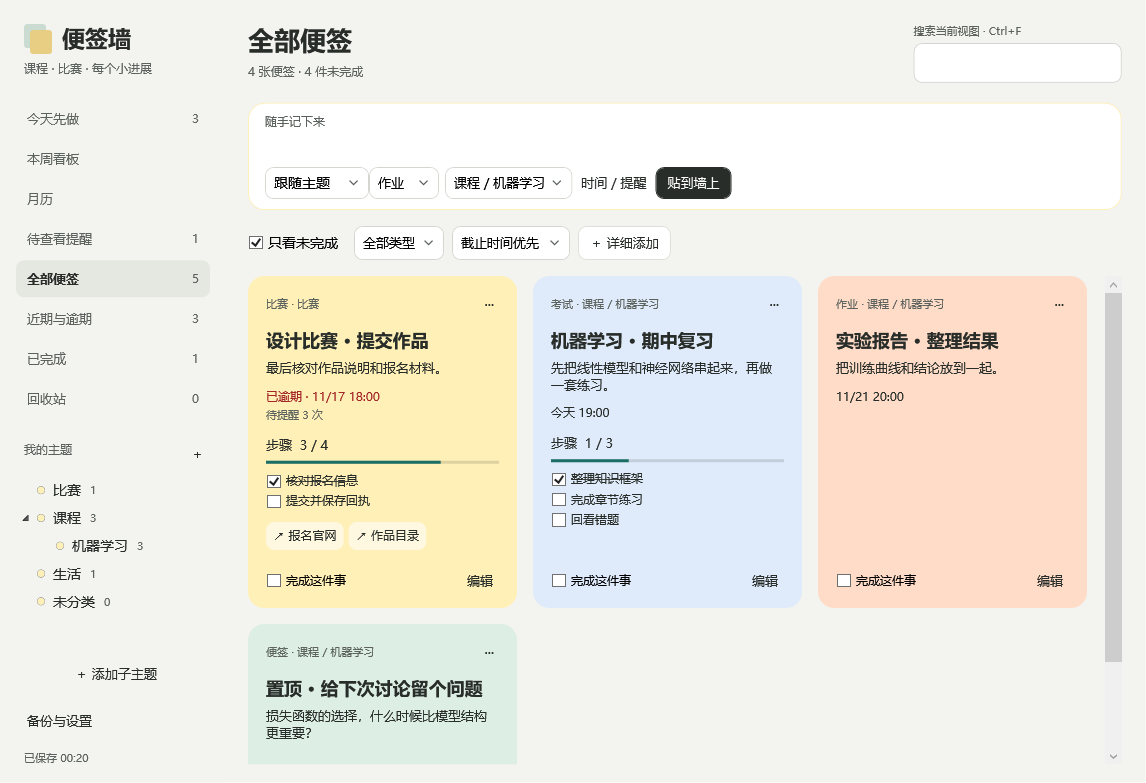 便签墙
课程 · 比赛 · 每个小进展
今天先做 3
本周看板
月历
待查看提醒 1
全部便签 5
近期与逾期 3
已完成 1
回收站 0
我的主题 +
比赛 1
课程 3
机器学习 3
生活 1
未分类 0
+ 添加子主题
备份与设置
已保存 00:20
全部便签
4 张便签 · 4 件未完成
搜索当前视图 · Ctrl+F
随手记下来
跟随主题 作业 课程 / 机器学习 时间 / 提醒 贴到墙上
只看未完成 全部类型 截止时间优先 + 详细添加
比赛 · 比赛 ...
设计比赛 · 提交作品
最后核对作品说明和报名材料。
已逾期 · 11/17 18:00
待提醒 3 次
步骤 3 / 4
核对报名信息
提交并保存回执
↗ 报名官网 ↗ 作品目录
完成这件事 编辑
考试 · 课程 / 机器学习 ...
机器学习 · 期中复习
先把线性模型和神经网络串起来，再做
一套练习。
今天 19:00
步骤 1 / 3
整理知识框架
完成章节练习
回看错题
完成这件事 编辑
作业 · 课程 / 机器学习 ...
实验报告 · 整理结果
把训练曲线和结论放到一起。
11/21 20:00
完成这件事 编辑
便签 · 课程 / 机器学习 ...
置顶 · 给下次讨论留个问题
损失函数的选择，什么时候比模型结构
更重要？